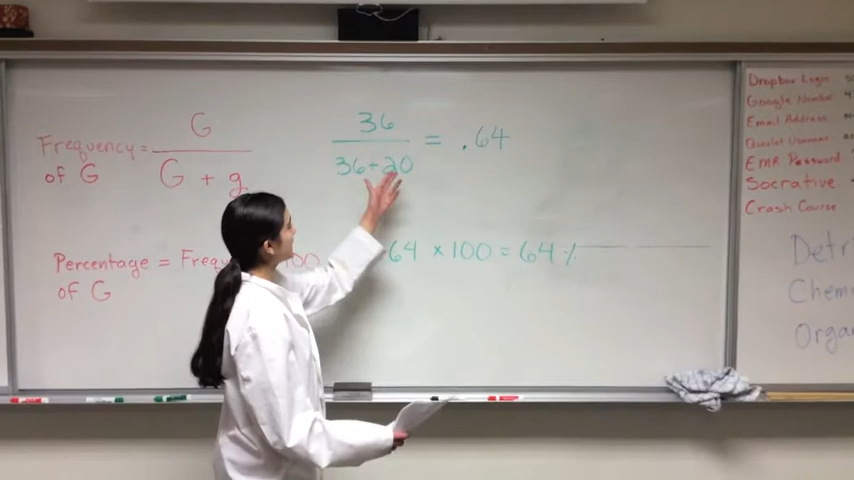 G
Frequency =
of G
G + g
36
36+20
= .64
Percentage = Freq
of G
64 × 100 = 64 %
Dropbox Login
Google Number
Email Address
Quizlet Username
EMR Password
Socrative
Crash Course
Detr
Chem
Orga